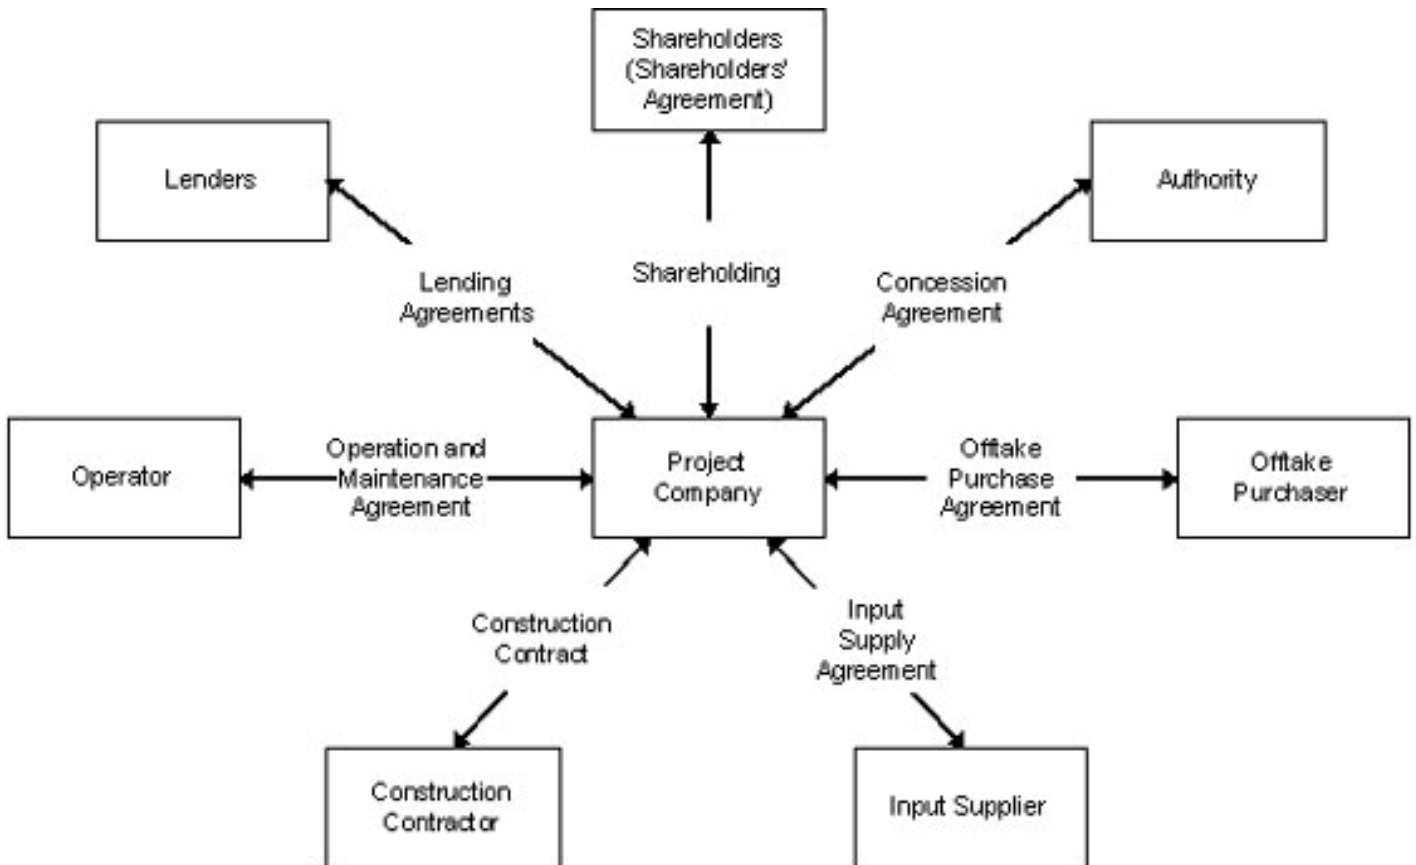 Shareholders
(Shareholders'
Agreement)
Lenders
Authority
Lending
Agreements
Shareholding
Concession
Agreement
Operator
Operation and
Maintenance
Agreement
Project
Company
Offtake
Purchase
Agreement
Offtake
Purchaser
Construction
Contract
Input
Supply
Agreement
Construction
Contractor
Input Supplier